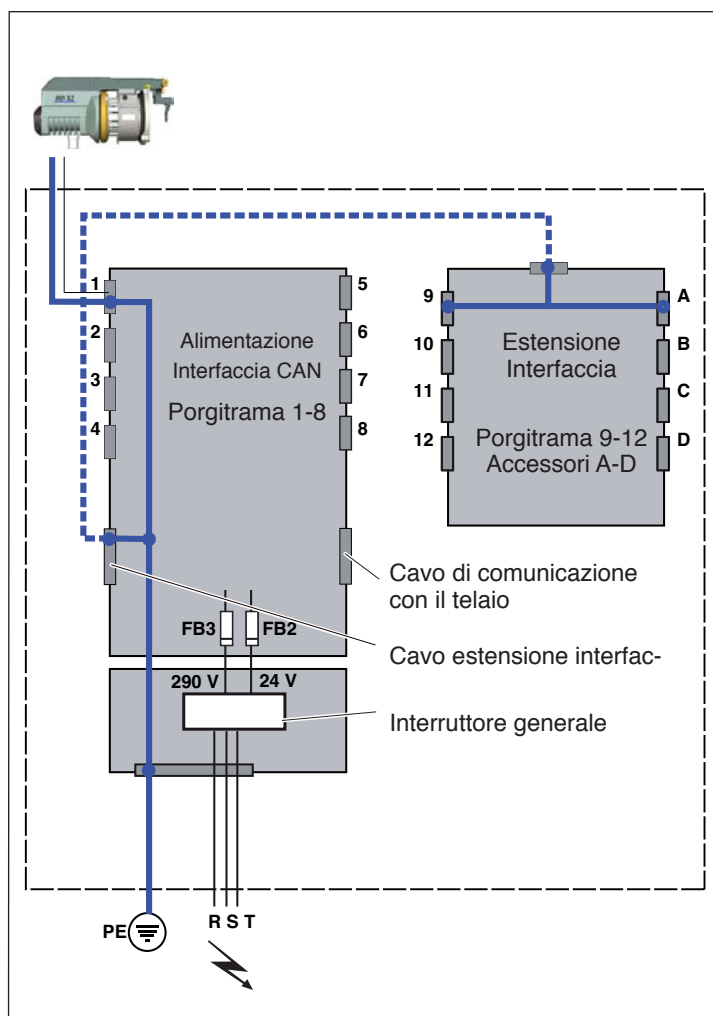 1
2
3
4
5
6
7
8
Alimentazione
Interfaccia CAN
Porgitrama 1-8
9
10
11
12
A
B
C
D
Estensione
Interfaccia
Porgitrama 9-12
Accessori A-D
Cavo di comunicazione
con il telaio
FB3
FB2
Cavo estensione interfac-
290 V
24 V
Interruttore generale
PE
R S T